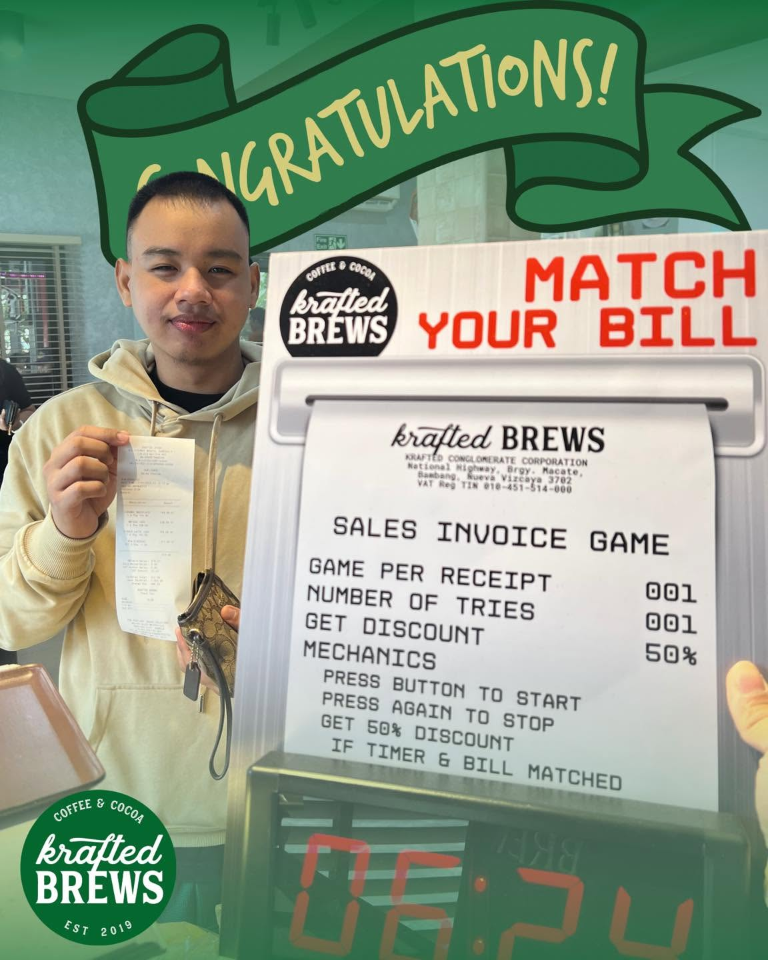 CONGRATULATIONS!
COFFEE & COCOA
krafted
BREWS
MATCH
YOUR BILL
krafted BREWS
KRAFTED CONGLOMERATE CORPORATION
National Highway, Brgy. Macate,
Bambang, Nueva Vizcaya 3702
VAT Reg TIN 010-451-514-000
SALES INVOICE GAME
GAME PER RECEIPT 001
NUMBER OF TRIES 001
GET DISCOUNT 50%
MECHANICS
PRESS BUTTON TO START
PRESS AGAIN TO STOP
GET 50% DISCOUNT
IF TIMER & BILL MATCHED
COFFEE & COCOA
krafted
BREWS
EST 2019